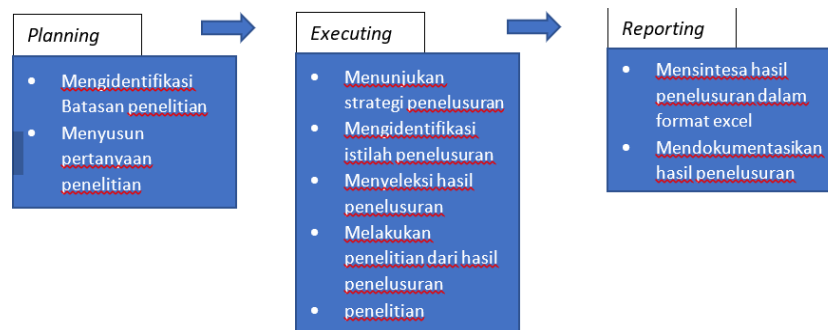 Planning
Mengidentifikasi
Batasan penelitian
Menyusun
pertanyaan
penelitian
Executing
Menunjukan
strategi penelusuran
Mengidentifikasi
istilah penelusuran
Menyeleksi hasil
penelusuran
Melakukan
penelitian dari hasil
penelusuran
penelitian
Reporting
Mensintesa hasil
penelusuran dalam
format excel
Mendokumentasikan
hasil penelusuran